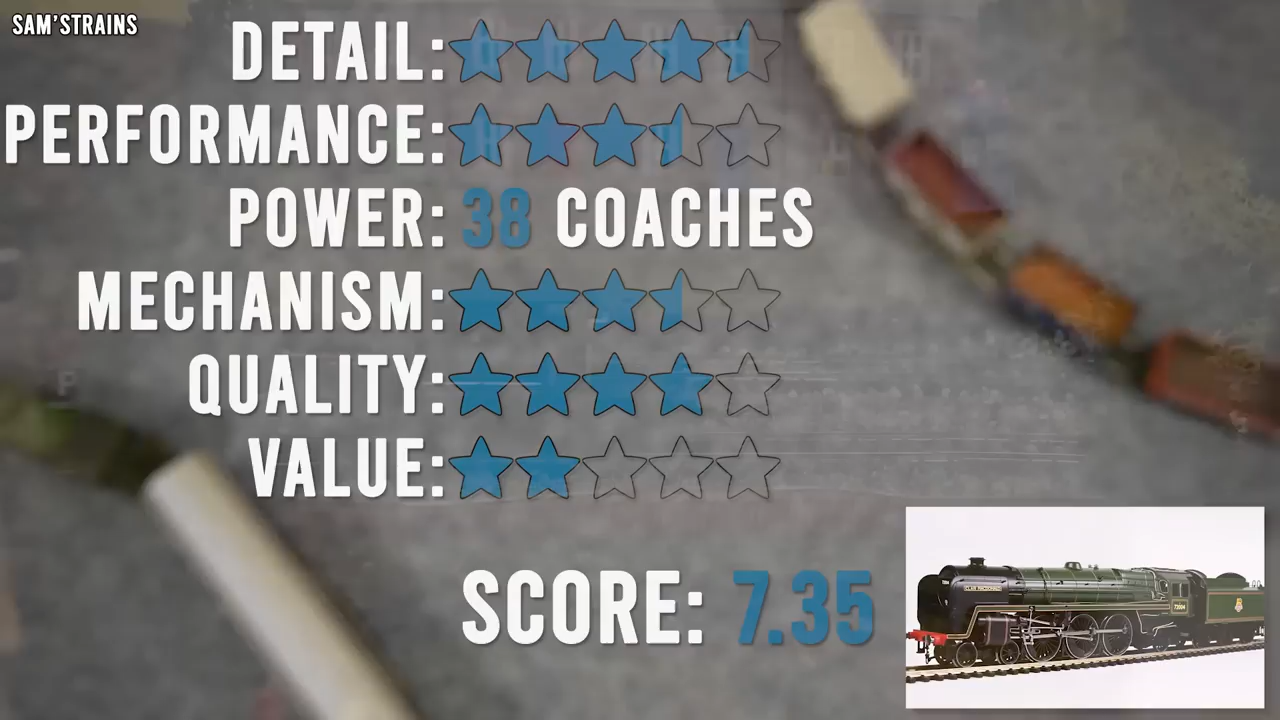 SAM'STRAINS
DETAIL:
PERFORMANCE:
POWER: 38 COACHES
MECHANISM:
QUALITY:
VALUE:
SCORE: 7.35